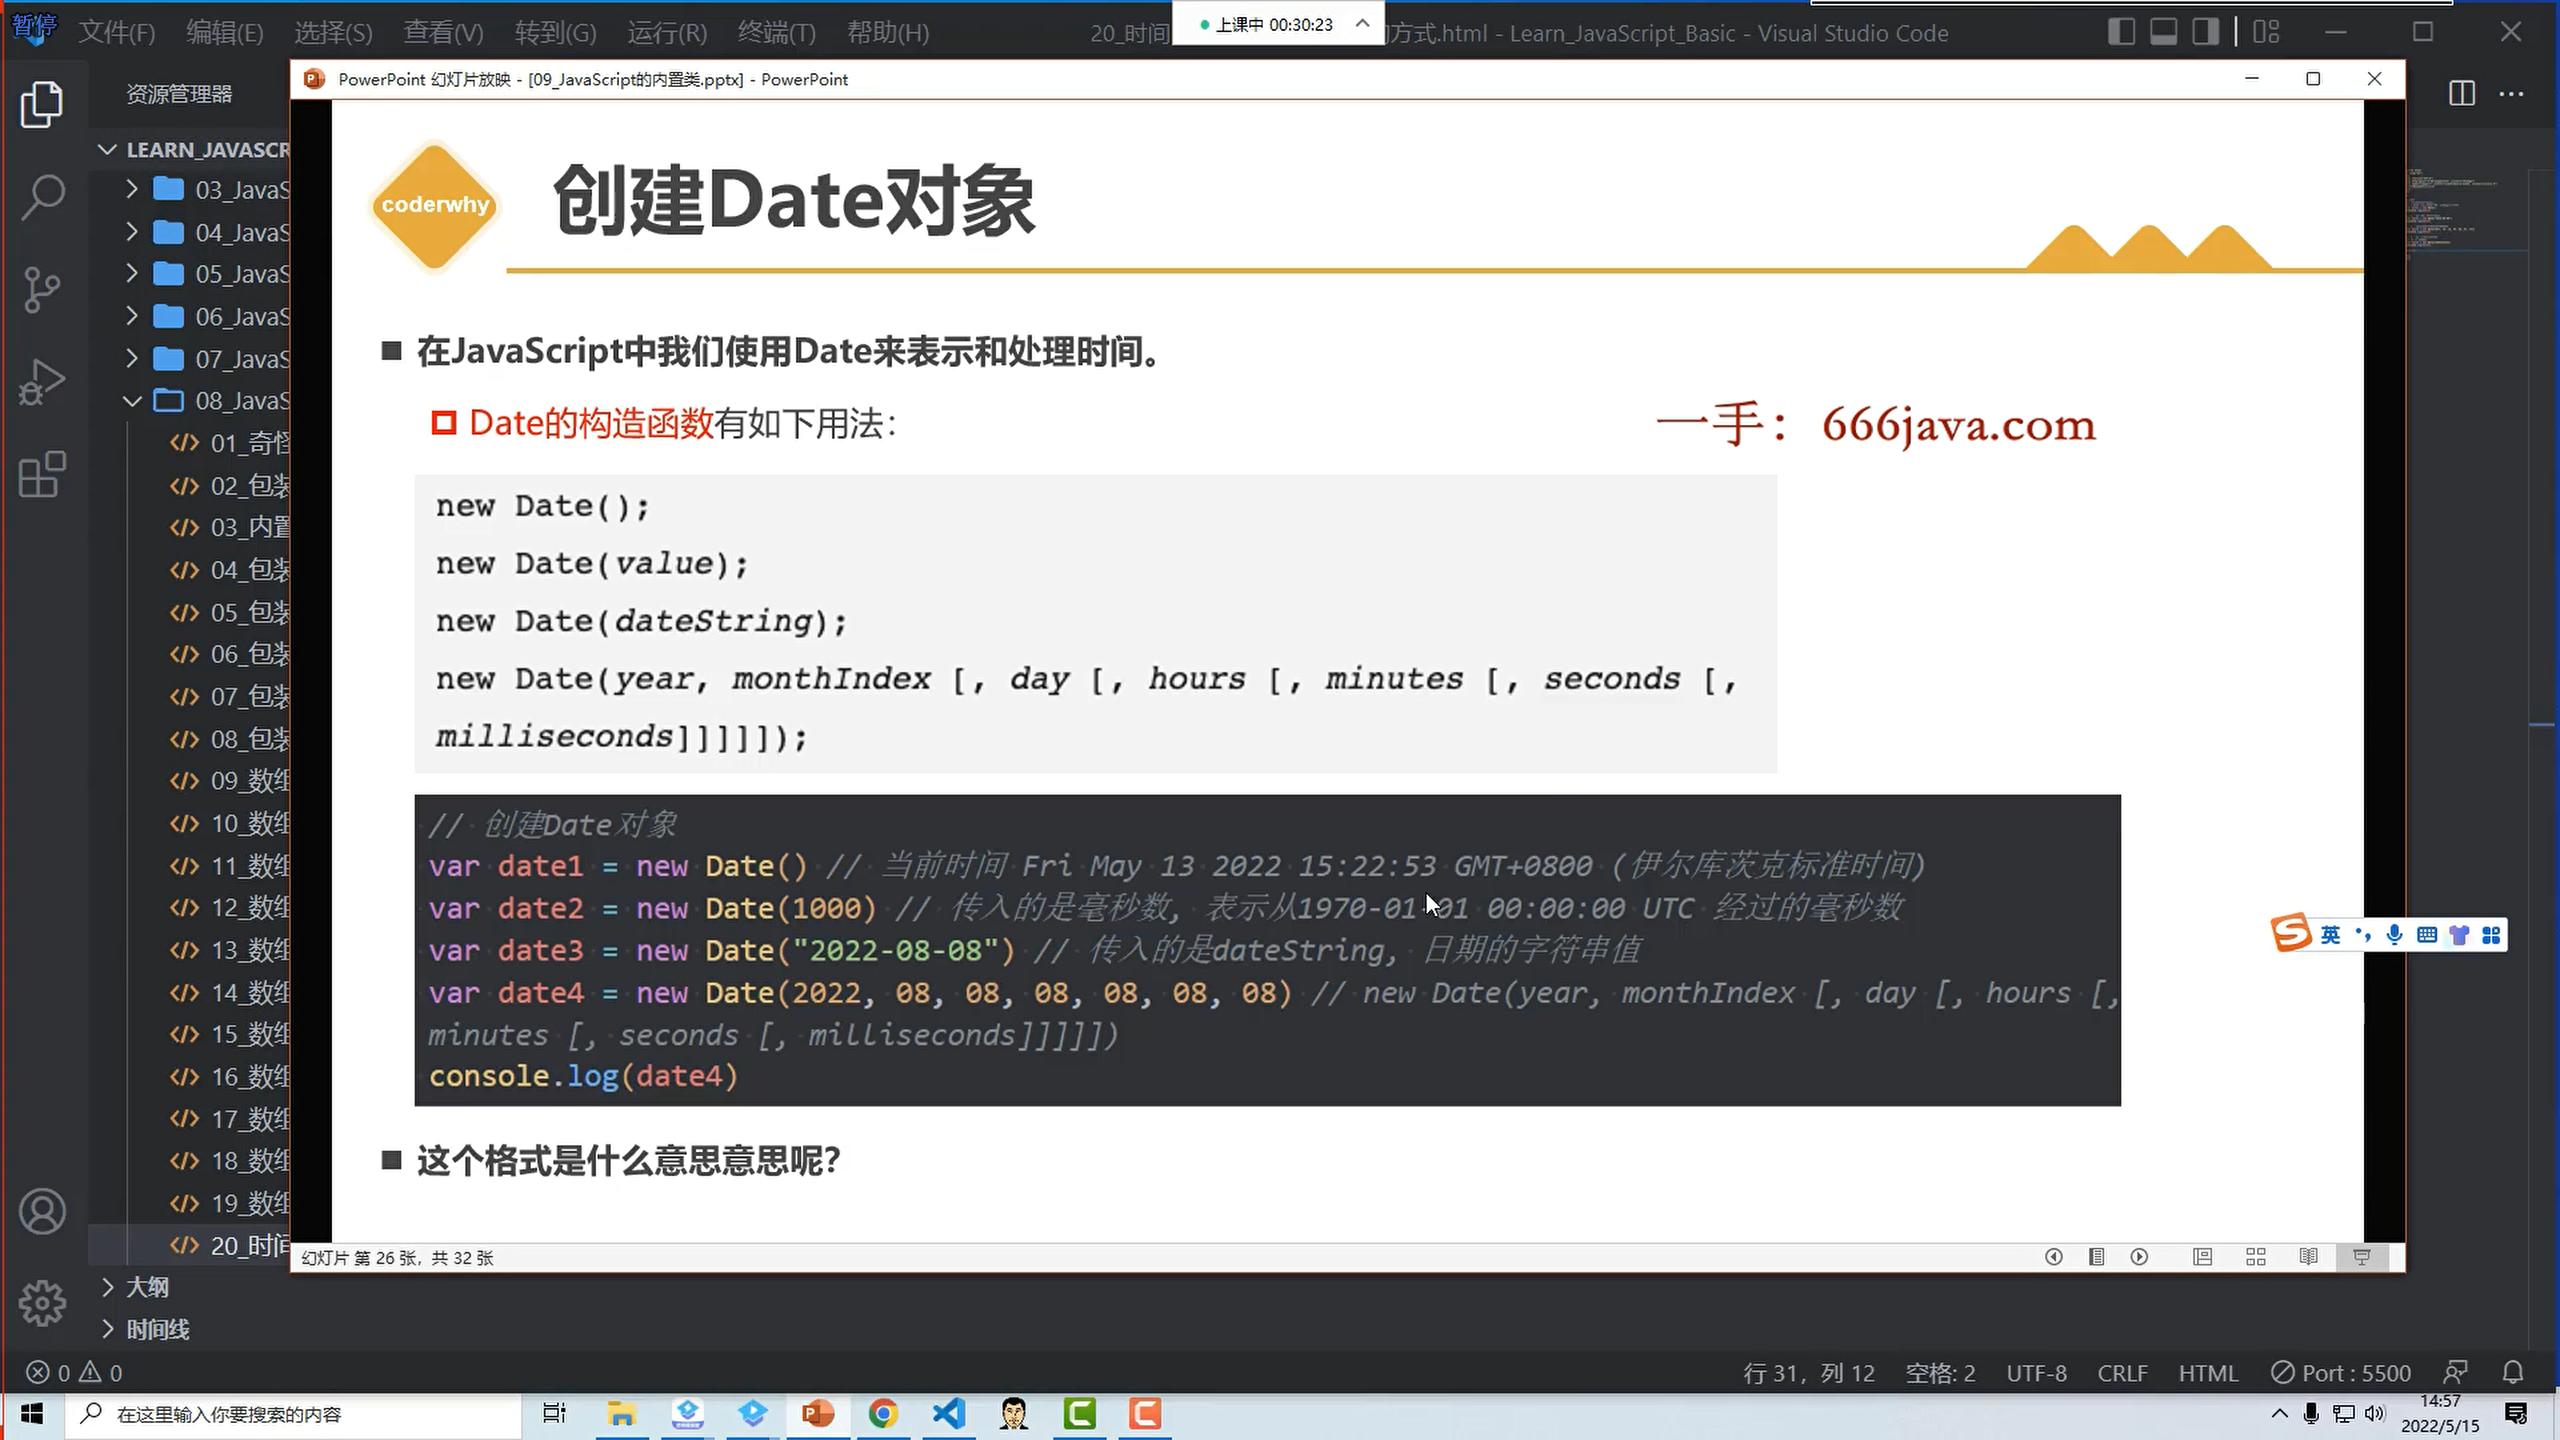 暂停
文件(F) 编辑(E) 选择(S) 查看(V) 转到(G) 运行(R) 终端(T) 帮助(H)
20_时间
上课中 00:30:23
方式.html - Learn_JavaScript_Basic - Visual Studio Code
资源管理器
PowerPoint 幻灯片放映 - [09_JavaScript的内置类.pptx] - PowerPoint
LEARN_JAVASCR
03_JavaS
04_JavaS
05_JavaS
06_JavaS
07_JavaS
08_JavaS
01_奇怪
02_包装
03_内置
04_包装
05_包装
06_包装
07_包装
08_包装
09_数组
10_数组
11_数组
12_数组
13_数组
14_数组
15_数组
16_数组
17_数组
18_数组
19_数组
20_时间
大纲
时间线
coderwhy
创建Date对象
在JavaScript中我们使用Date来表示和处理时间。
Date的构造函数有如下用法：
一手：666java.com
new Date();
new Date(value);
new Date(dateString);
new Date(year, monthIndex [, day [, hours [, minutes [, seconds [,
milliseconds]]]]]);
// 创建Date对象
var date1 = new Date() // 当前时间 Fri May 13 2022 15:22:53 GMT+0800 (伊尔库茨克标准时间)
var date2 = new Date(1000) // 传入的是毫秒数, 表示从1970-01-01 00:00:00 UTC 经过的毫秒数
var date3 = new Date("2022-08-08") // 传入的是dateString, 日期的字符串值
var date4 = new Date(2022, 08, 08, 08, 08, 08, 08) // new Date(year, monthIndex [, day [, hours [,
minutes [, seconds [, milliseconds]]]]])
console.log(date4)
这个格式是什么意思意思呢？
英
幻灯片 第 26 张，共 32 张
0 0
行 31，列 12 空格: 2 UTF-8 CRLF HTML Port : 5500
在这里输入你要搜索的内容
14:57
2022/5/15